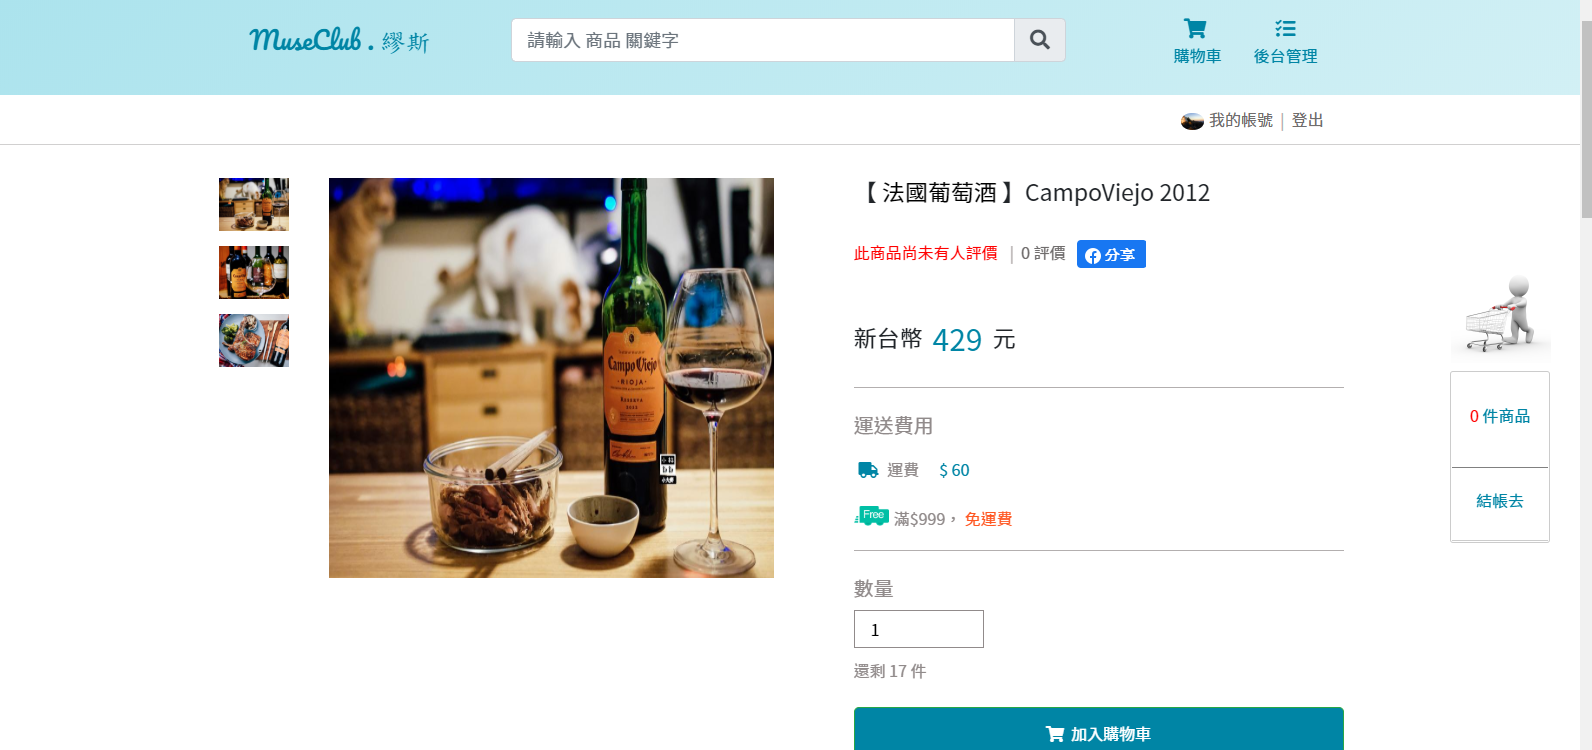 MuseClub . 繆斯
請輸入 商品 關鍵字
購物車
後台管理
我的帳號 | 登出
【 法國葡萄酒 】CampoViejo 2012
此商品尚未有人評價 | 0 評價 分享
新台幣 429 元
運送費用
運費 $ 60
Free 滿$999， 免運費
數量
1
還剩 17 件
加入購物車
0 件商品
結帳去
Campo Viejo
RIOJA
RESERVA